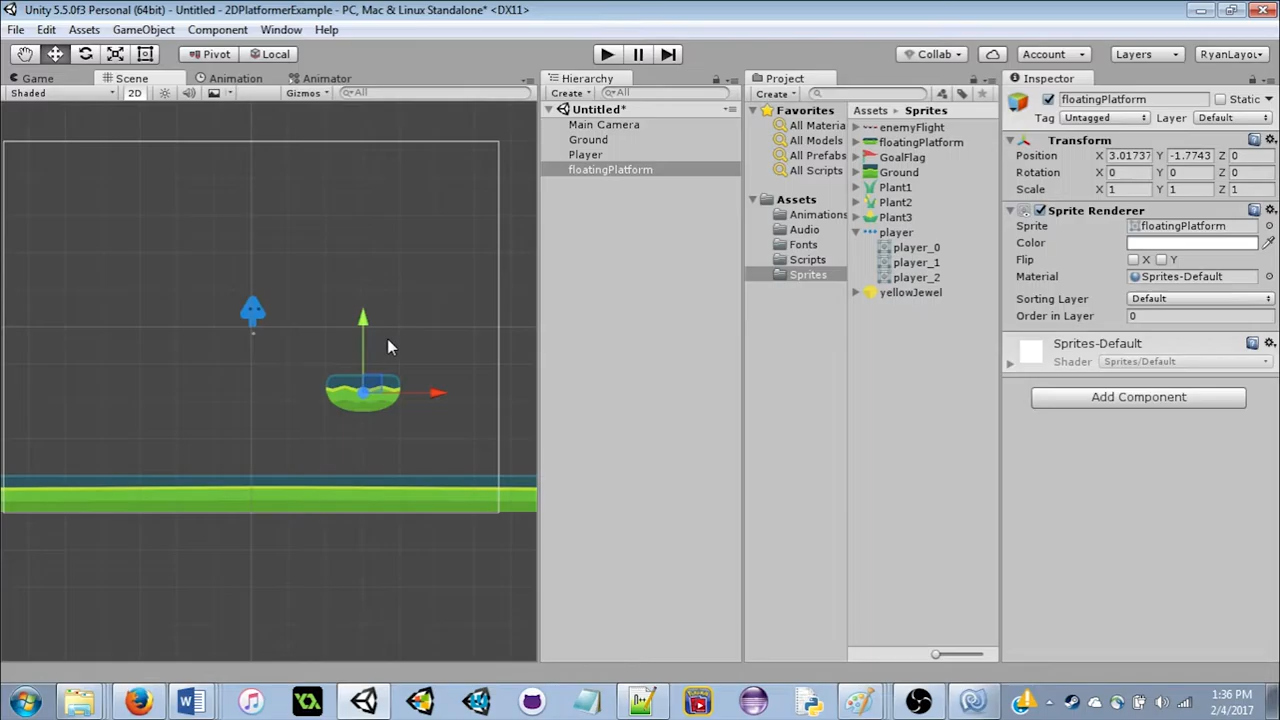 Unity 5.5.0f3 Personal (64bit) - Untitled - 2DPlatformerExample - PC, Mac & Linux Standalone* <DX11>
File Edit Assets GameObject Component Window Help
Pivot Local Collab Account Layers RyanLayou
Game Scene Animation Animator
Shaded 2D Gizmos All
Hierarchy
Create All
Untitled*
Main Camera
Ground
Player
floatingPlatform
Project
Create
Favorites
All Materia
All Models
All Prefabs
All Scripts
Assets
Animations
Audio
Fonts
Scripts
Sprites
Assets Sprites
enemyFlight
floatingPlatform
GoalFlag
Ground
Plant1
Plant2
Plant3
player
player_0
player_1
player_2
yellowJewel
Inspector
floatingPlatform Static
Tag Untagged Layer Default
Transform
Position X 3.01737 Y -1.7743 Z 0
Rotation X 0 Y 0 Z 0
Scale X 1 Y 1 Z 1
Sprite Renderer
Sprite floatingPlatform
Color
Flip X Y
Material Sprites-Default
Sorting Layer Default
Order in Layer 0
Sprites-Default
Shader Sprites/Default
Add Component
1:36 PM
2/4/2017